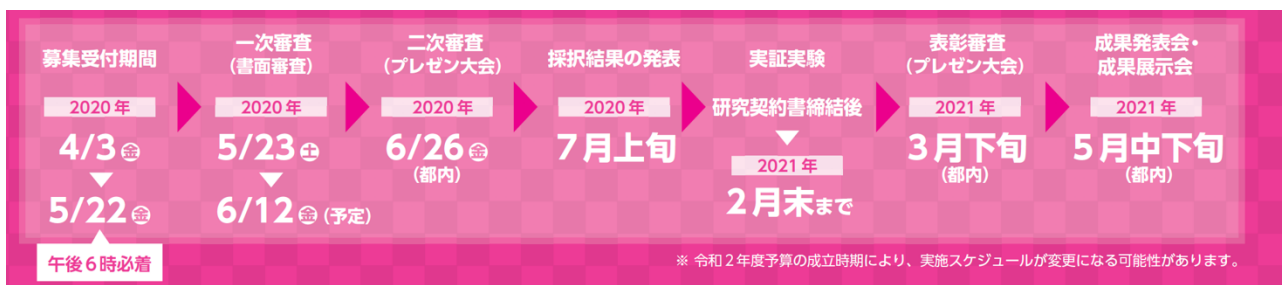 募集受付期間
2020年
4/3㊎
▼
5/22㊎
午後6時必着
一次審査
(書面審査)
2020年
5/23㊏
▼
6/12㊎(予定)
二次審査
(プレゼン大会)
2020年
6/26㊎
(都内)
採択結果の発表
2020年
7月上旬
実証実験
研究契約書締結後
▼
2021年
2月末まで
表彰審査
(プレゼン大会)
2021年
3月下旬
(都内)
成果発表会・
成果展示会
2021年
5月中下旬
(都内)
※ 令和2年度予算の成立時期により、実施スケジュールが変更になる可能性があります。